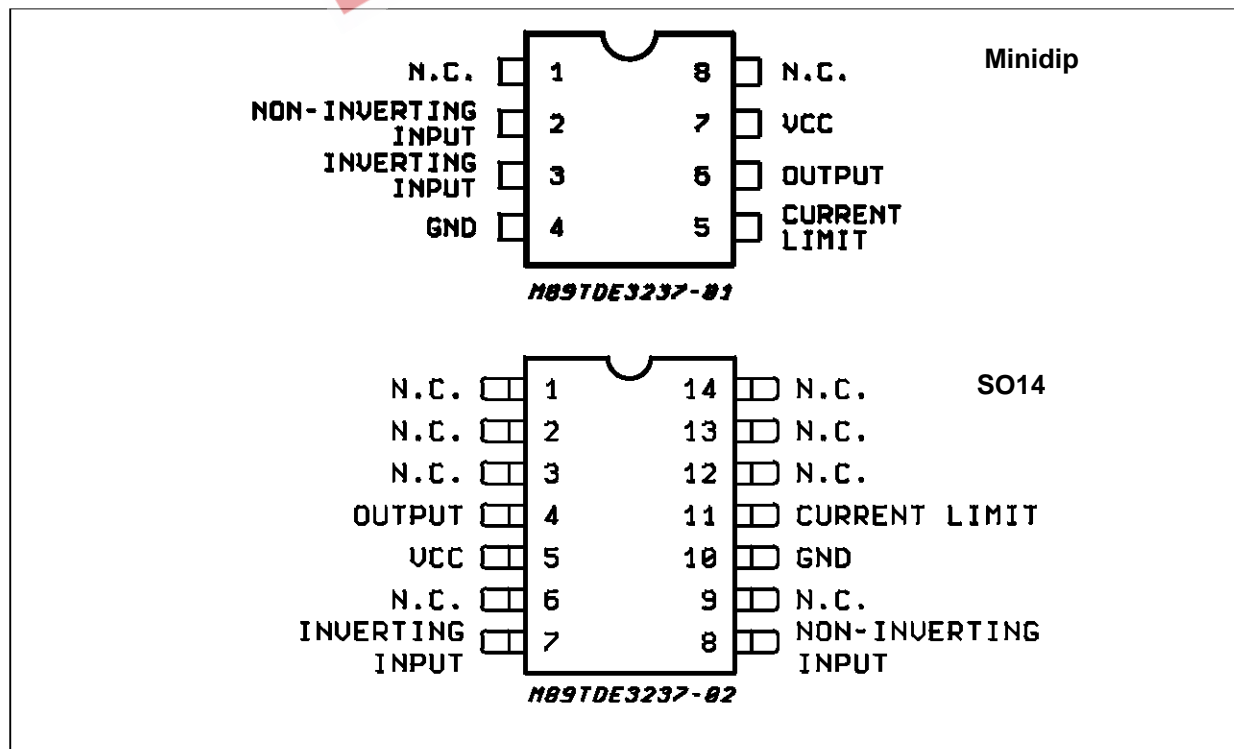 Minidip
N.C. 1 8 N.C.
NON-INVERTING
INPUT 2 7 VCC
INVERTING
INPUT 3 6 OUTPUT
GND 4 5 CURRENT
LIMIT
M89TDE3237-01
SO14
N.C. 1 14 N.C.
N.C. 2 13 N.C.
N.C. 3 12 N.C.
OUTPUT 4 11 CURRENT LIMIT
VCC 5 10 GND
N.C. 6 9 N.C.
INVERTING
INPUT 7 8 NON-INVERTING
INPUT
M89TDE3237-02